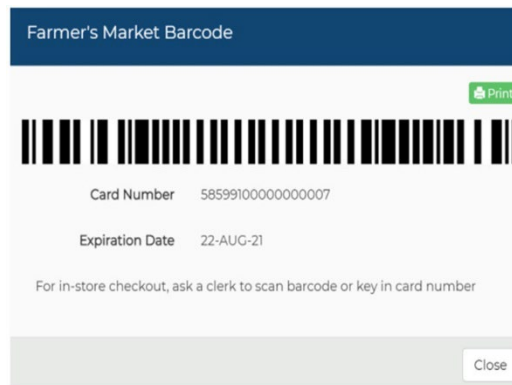 Farmer's Market Barcode
Print
Card Number 58599100000000007
Expiration Date 22-AUG-21
For in-store checkout, ask a clerk to scan barcode or key in card number
Close